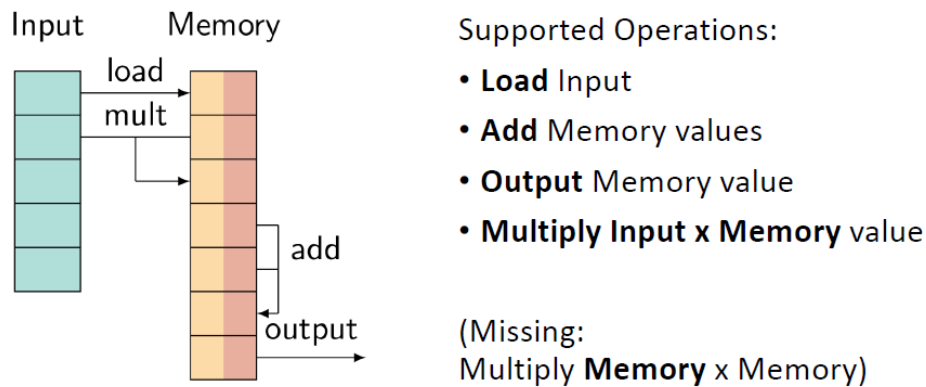 Input Memory
load
mult
add
output
Supported Operations:
• Load Input
• Add Memory values
• Output Memory value
• Multiply Input x Memory value
(Missing:
Multiply Memory x Memory)